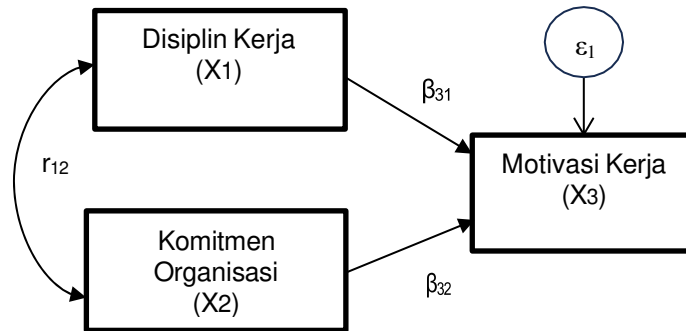 Disiplin Kerja
(X1)
ε1
β31
r12
Motivasi Kerja
(X3)
Komitmen
Organisasi
(X2)
β32